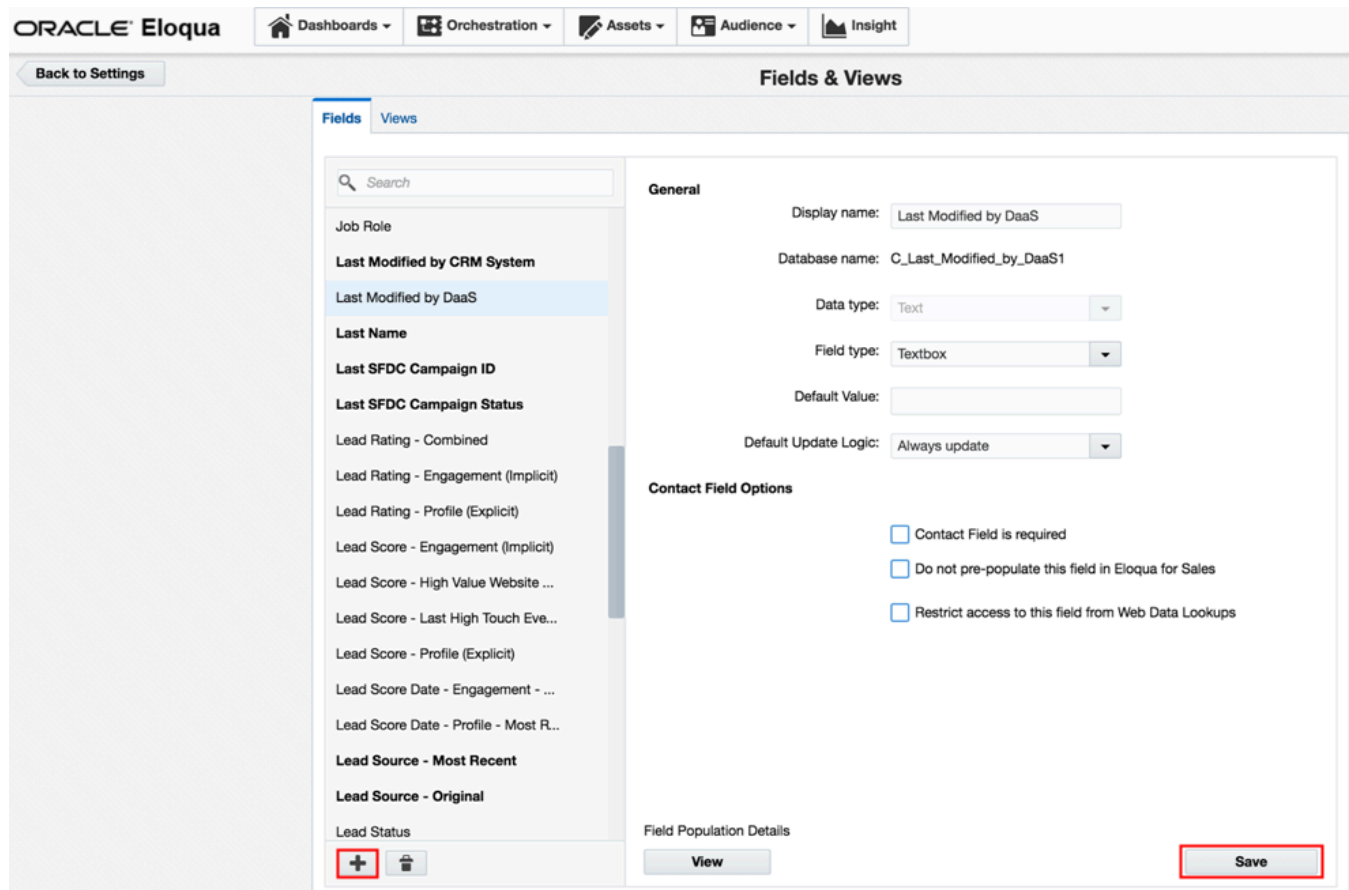 ORACLE Eloqua
Dashboards
Orchestration
Assets
Audience
Insight
Back to Settings
Fields & Views
Fields
Views
Search
Job Role
Last Modified by CRM System
Last Modified by DaaS
Last Name
Last SFDC Campaign ID
Last SFDC Campaign Status
Lead Rating - Combined
Lead Rating - Engagement (Implicit)
Lead Rating - Profile (Explicit)
Lead Score - Engagement (Implicit)
Lead Score - High Value Website ...
Lead Score - Last High Touch Eve...
Lead Score - Profile (Explicit)
Lead Score Date - Engagement - ...
Lead Score Date - Profile - Most R...
Lead Source - Most Recent
Lead Source - Original
Lead Status
General
Display name: Last Modified by DaaS
Database name: C_Last_Modified_by_DaaS1
Data type: Text
Field type: Textbox
Default Value:
Default Update Logic: Always update
Contact Field Options
Contact Field is required
Do not pre-populate this field in Eloqua for Sales
Restrict access to this field from Web Data Lookups
Field Population Details
View
Save